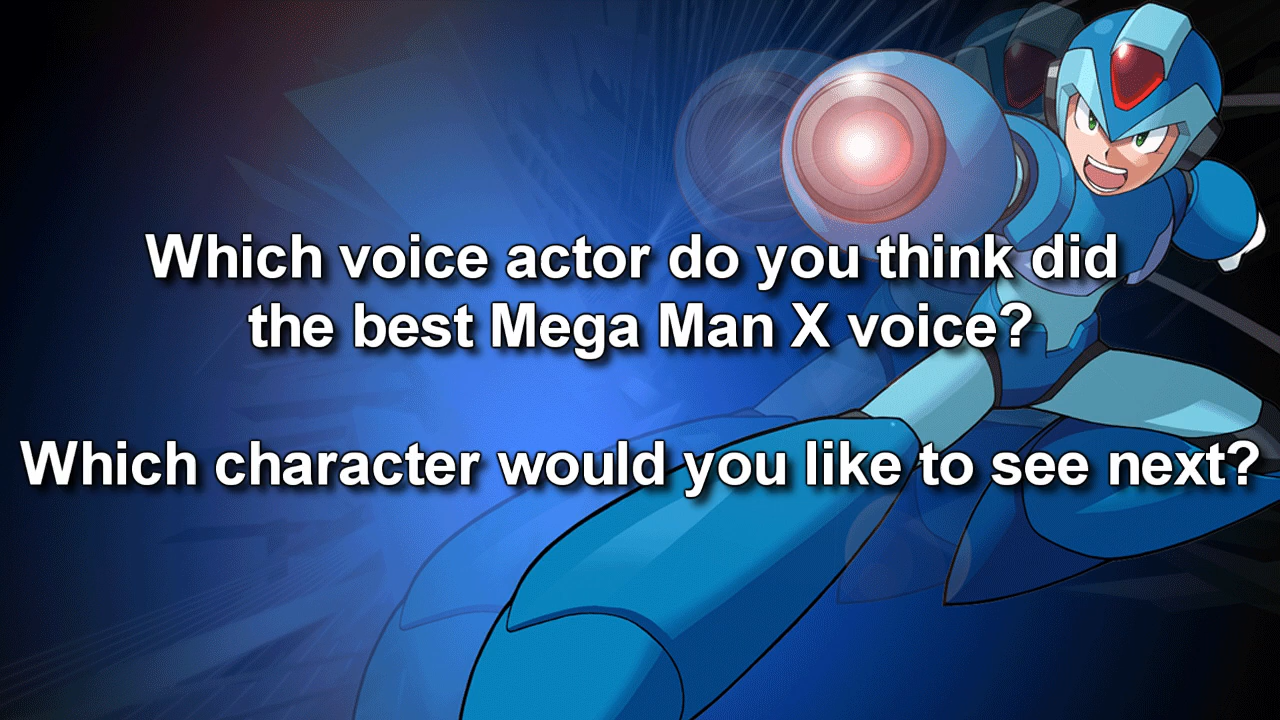 Which voice actor do you think did
the best Mega Man X voice?
Which character would you like to see next?